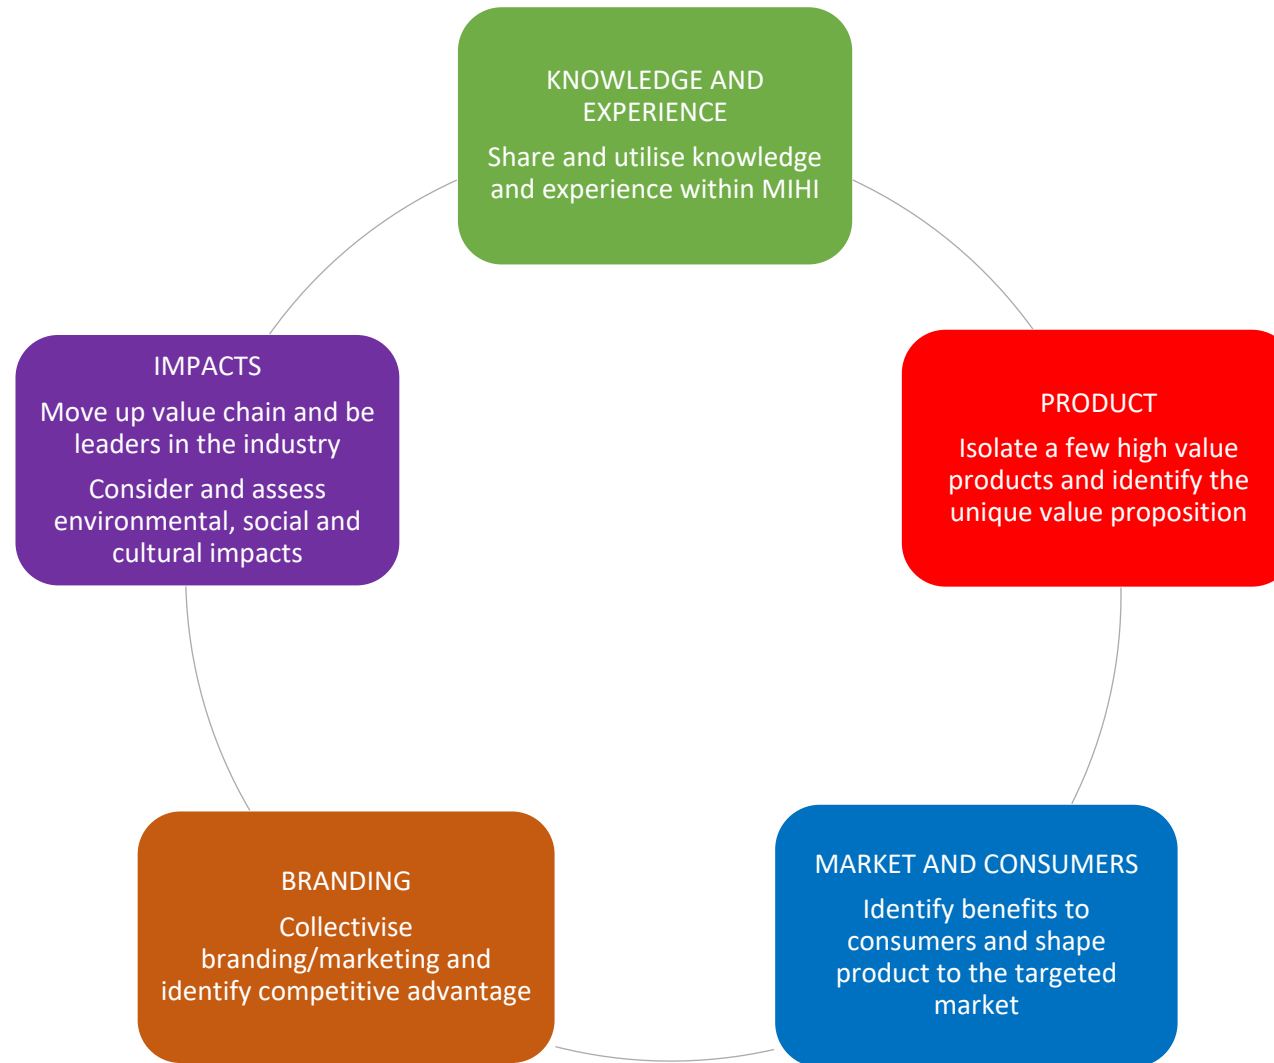 KNOWLEDGE AND
EXPERIENCE
Share and utilise knowledge
and experience within MIHI
PRODUCT
Isolate a few high value
products and identify the
unique value proposition
MARKET AND CONSUMERS
Identify benefits to
consumers and shape
product to the targeted
market
BRANDING
Collectivise
branding/marketing and
identify competitive advantage
IMPACTS
Move up value chain and be
leaders in the industry
Consider and assess
environmental, social and
cultural impacts